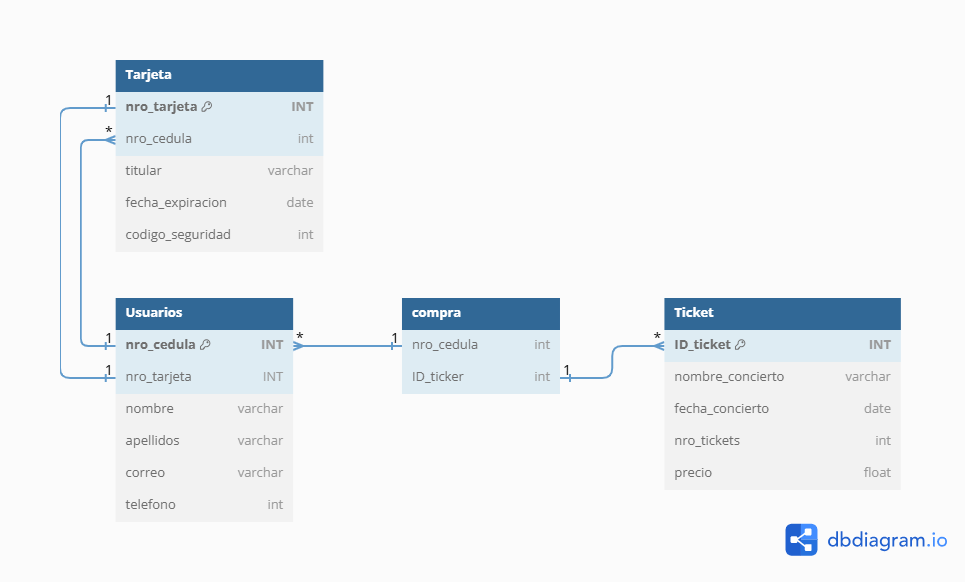 Tarjeta
1 nro_tarjeta INT
* nro_cedula int
titular varchar
fecha_expiracion date
codigo_seguridad int
Usuarios
1 nro_cedula INT *
1 nro_tarjeta INT
nombre varchar
apellidos varchar
correo varchar
telefono int
compra
1 nro_cedula int
ID_ticker int 1
Ticket
* ID_ticket INT
nombre_concierto varchar
fecha_concierto date
nro_tickets int
precio float
dbdiagram.io